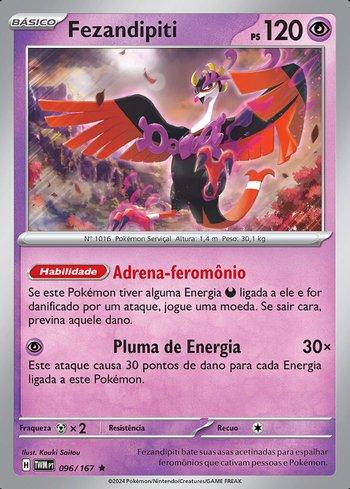 BÁSICO
Fezandipiti
PS 120
Nº 1016 Pokémon Serviçal Altura: 1,4 m Peso: 30,1 kg
Habilidade Adrena-feromônio
Se este Pokémon tiver alguma Energia ligada a ele e for
danificado por um ataque, jogue uma moeda. Se sair cara,
previna aquele dano.
Pluma de Energia 30×
Este ataque causa 30 pontos de dano para cada Energia
ligada a este Pokémon.
Fraqueza × 2 Resistência Recuo
Ilust. Kouki Saitou
H TWM PT 096/167 ★
Fezandipiti bate suas asas acetinadas para espalhar
feromônios que cativam pessoas e Pokémon.
©2024 Pokémon/Nintendo/Creatures/GAME FREAK